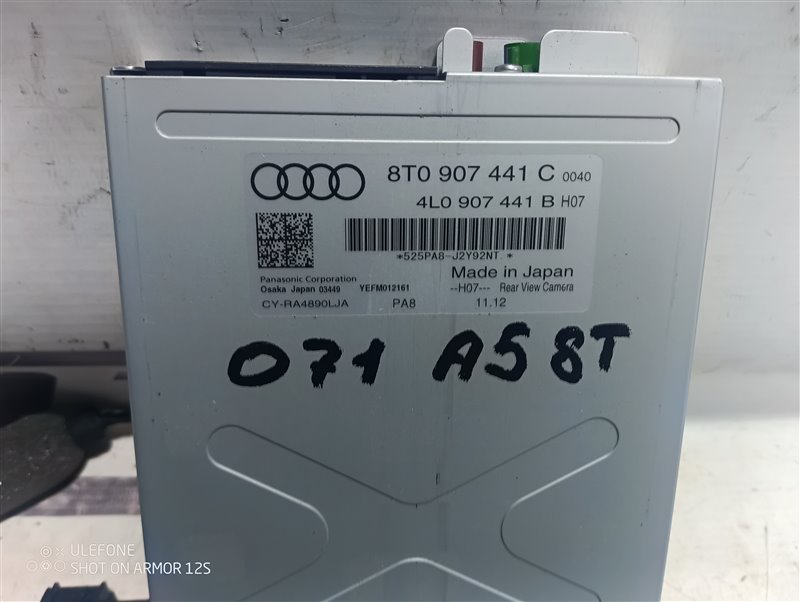 8T0 907 441 C 0040
4L0 907 441 B H07
*525PA8-J2Y92NT.*
Made in Japan
Panasonic Corporation
Osaka Japan 03449 YEFM012161 --H07--- Rear View Camera
CY-RA4890LJA PA8 11.12
071 A5 8T
ULEFONE
SHOT ON ARMOR 12S